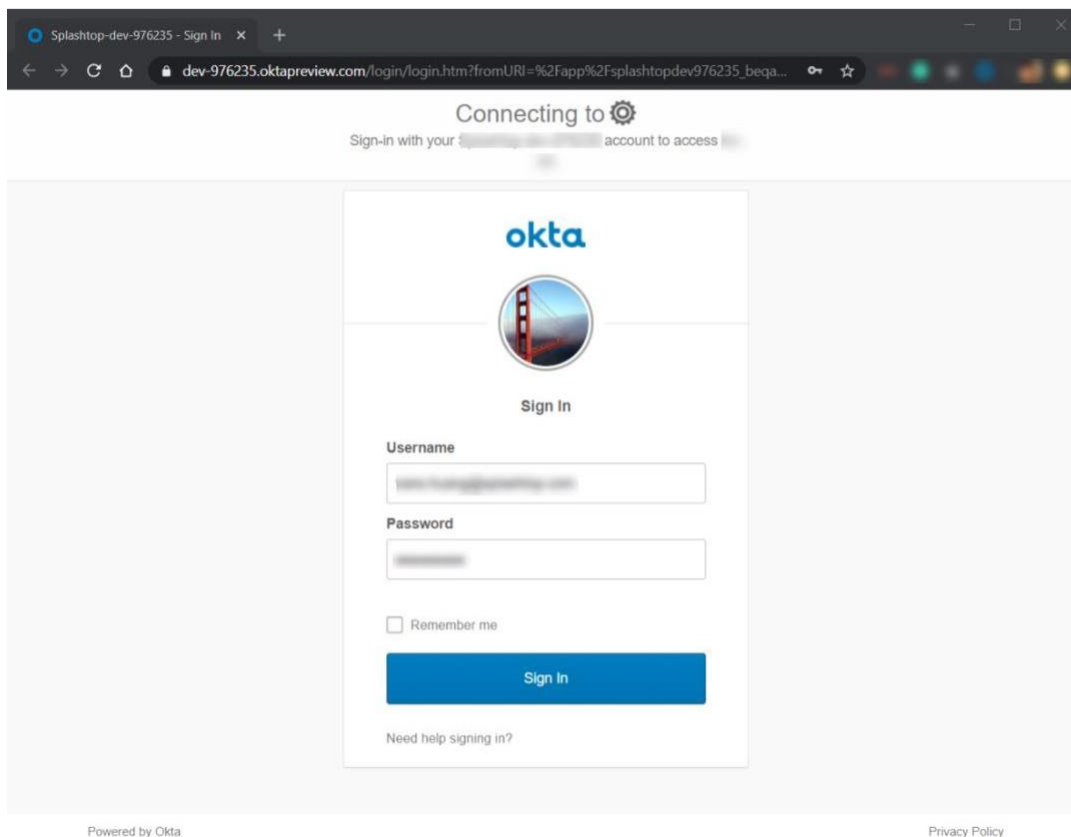 Splashtop-dev-976235 - Sign In
dev-976235.oktapreview.com/login/login.htm?fromURI=%2Fapp%2Fsplashtopdev976235_beqa...
Connecting to
Sign-in with your account to access
okta
Sign In
Username
Password
Remember me
Sign In
Need help signing in?
Powered by Okta
Privacy Policy